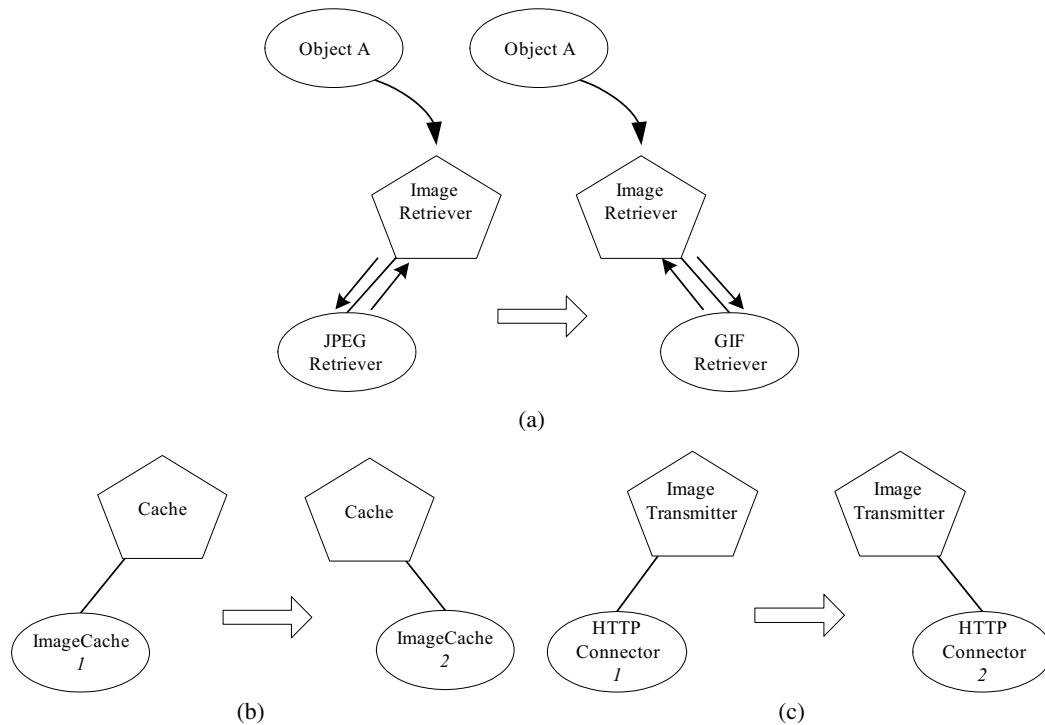 Object A
Object A
Image
Retriever
Image
Retriever
JPEG
Retriever
GIF
Retriever
(a)
Cache
Cache
Image
Transmitter
Image
Transmitter
ImageCache
1
ImageCache
2
HTTP
Connector
1
HTTP
Connector
2
(b)
(c)